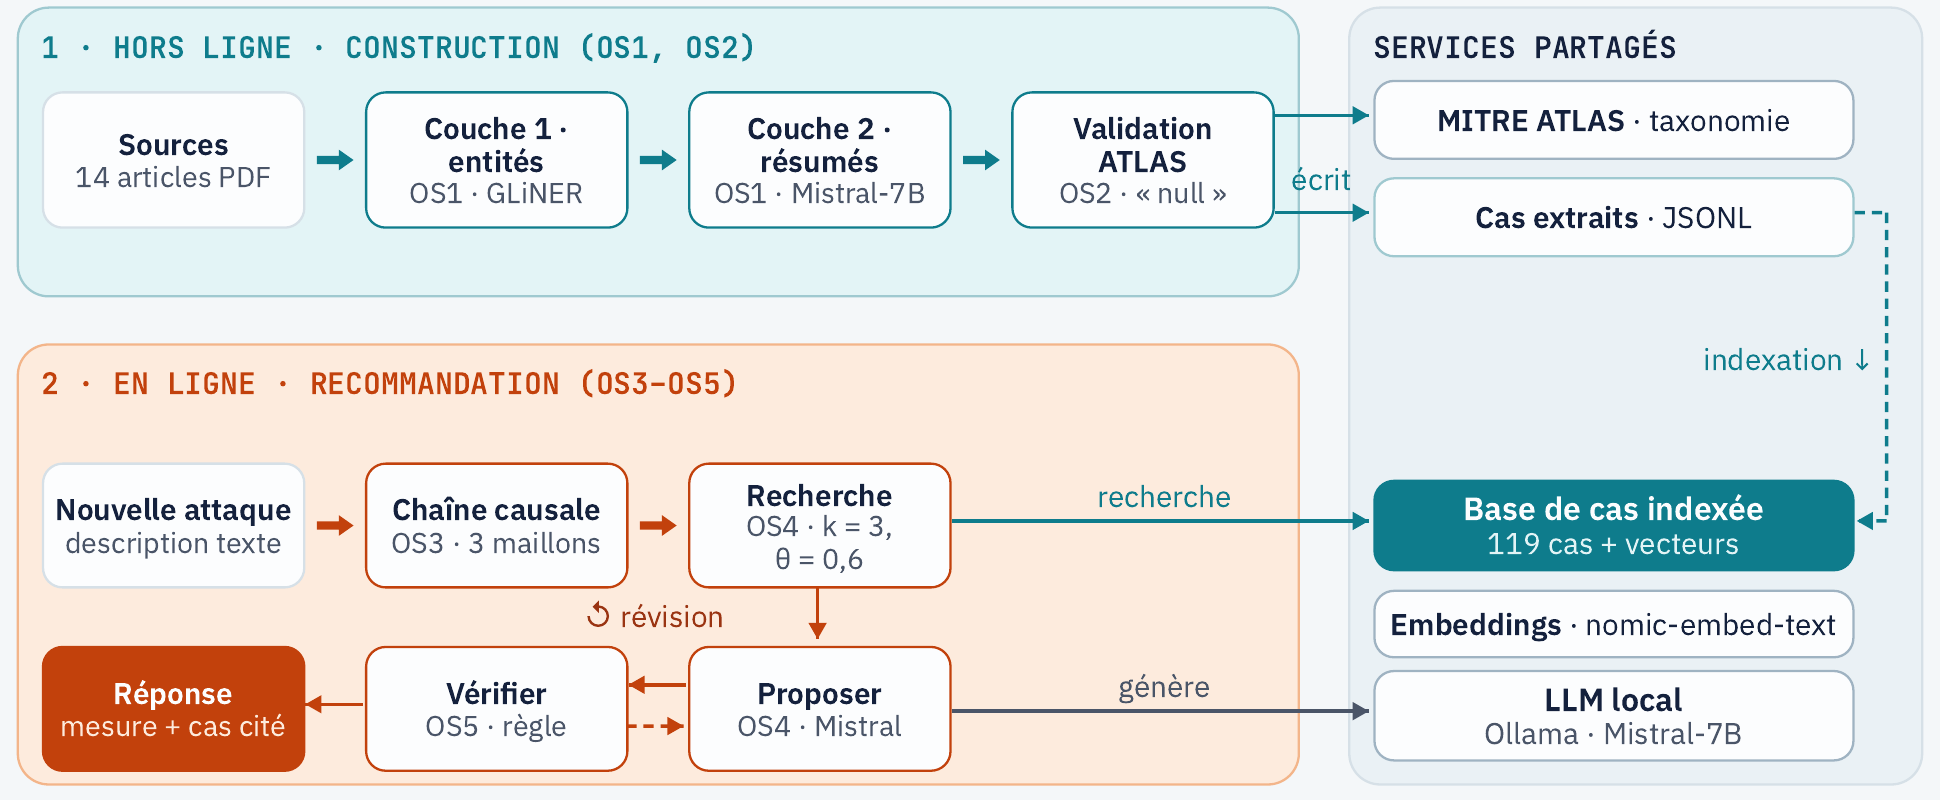 1 · HORS LIGNE · CONSTRUCTION (OS1, OS2)
Sources
14 articles PDF
Couche 1 ·
entités
OS1 · GLiNER
Couche 2 ·
résumés
OS1 · Mistral-7B
Validation
ATLAS
OS2 · « null »
écrit
SERVICES PARTAGÉS
MITRE ATLAS · taxonomie
Cas extraits · JSONL
indexation ↓
2 · EN LIGNE · RECOMMANDATION (OS3–OS5)
Nouvelle attaque
description texte
Chaîne causale
OS3 · 3 maillons
Recherche
OS4 · k = 3,
θ = 0,6
recherche
Base de cas indexée
119 cas + vecteurs
↺ révision
Embeddings · nomic-embed-text
Réponse
mesure + cas cité
Vérifier
OS5 · règle
Proposer
OS4 · Mistral
génère
LLM local
Ollama · Mistral-7B